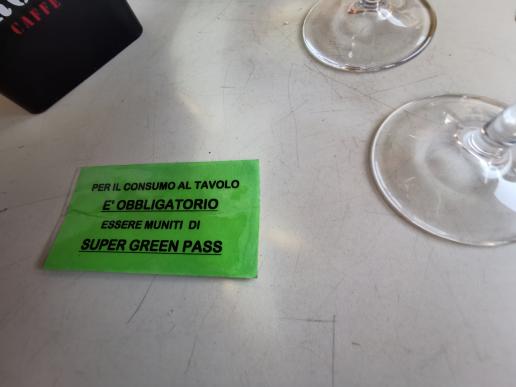 CAFFE
PER IL CONSUMO AL TAVOLO
E' OBBLIGATORIO
ESSERE MUNITI DI
SUPER GREEN PASS